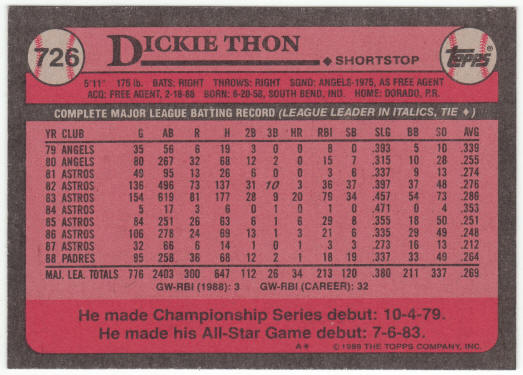 726
DICKIE THON
SHORTSTOP
TOPPS®
5'11" 175 lb. BATS: RIGHT THROWS: RIGHT SGND: ANGELS-1975, AS FREE AGENT
ACQ: FREE AGENT, 2-18-88 BORN: 6-20-58, SOUTH BEND, IND. HOME: DORADO, P.R.
COMPLETE MAJOR LEAGUE BATTING RECORD (LEAGUE LEADER IN ITALICS, TIE ♦)
YR CLUB G AB R H 2B 3B HR RBI SB SLG BB SO AVG
79 ANGELS 35 56 6 19 3 0 0 8 0 .393 5 10 .339
80 ANGELS 80 267 32 68 12 2 0 15 7 .315 10 28 .255
81 ASTROS 49 95 13 26 6 0 0 3 6 .337 9 13 .274
82 ASTROS 136 496 73 137 31 10 3 36 37 .397 37 48 .276
83 ASTROS 154 619 81 177 28 9 20 79 34 .457 54 73 .286
84 ASTROS 5 17 3 6 0 1 0 1 0 .471 0 4 .353
85 ASTROS 84 251 26 63 6 1 6 29 8 .355 18 50 .251
86 ASTROS 106 278 24 69 13 1 3 21 6 .335 29 49 .248
87 ASTROS 32 66 6 14 1 0 1 3 3 .273 16 13 .212
88 PADRES 95 258 36 68 12 2 1 18 19 .337 33 49 .264
MAJ. LEA. TOTALS 776 2403 300 647 112 26 34 213 120 .380 211 337 .269
GW-RBI (1988): 3 GW-RBI (CAREER): 32
He made Championship Series debut: 10-4-79.
He made his All-Star Game debut: 7-6-83.
A* © 1989 THE TOPPS COMPANY, INC.